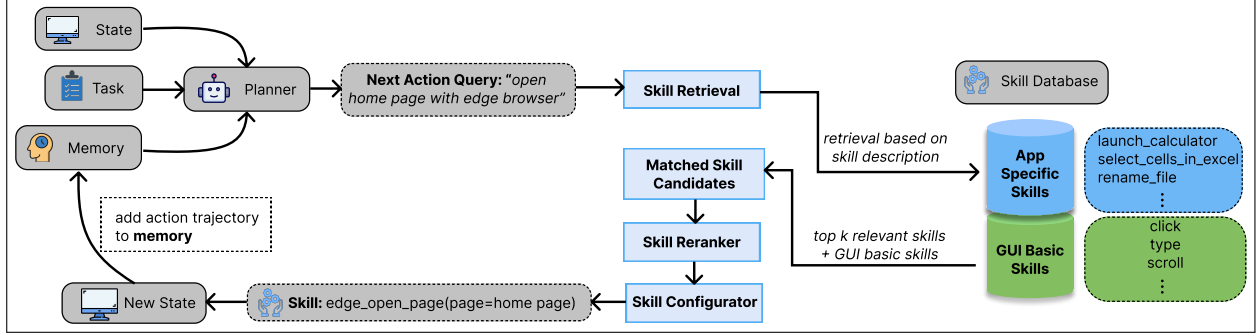 State
Task
Memory
Planner
Next Action Query: “open
home page with edge browser”
Skill Retrieval
retrieval based on
skill description
Skill Database
App
Specific
Skills
launch_calculator
select_cells_in_excel
rename_file
⋮
GUI Basic
Skills
click
type
scroll
⋮
top k relevant skills
+ GUI basic skills
Matched Skill
Candidates
Skill Reranker
Skill Configurator
Skill: edge_open_page(page=home page)
New State
add action trajectory
to memory